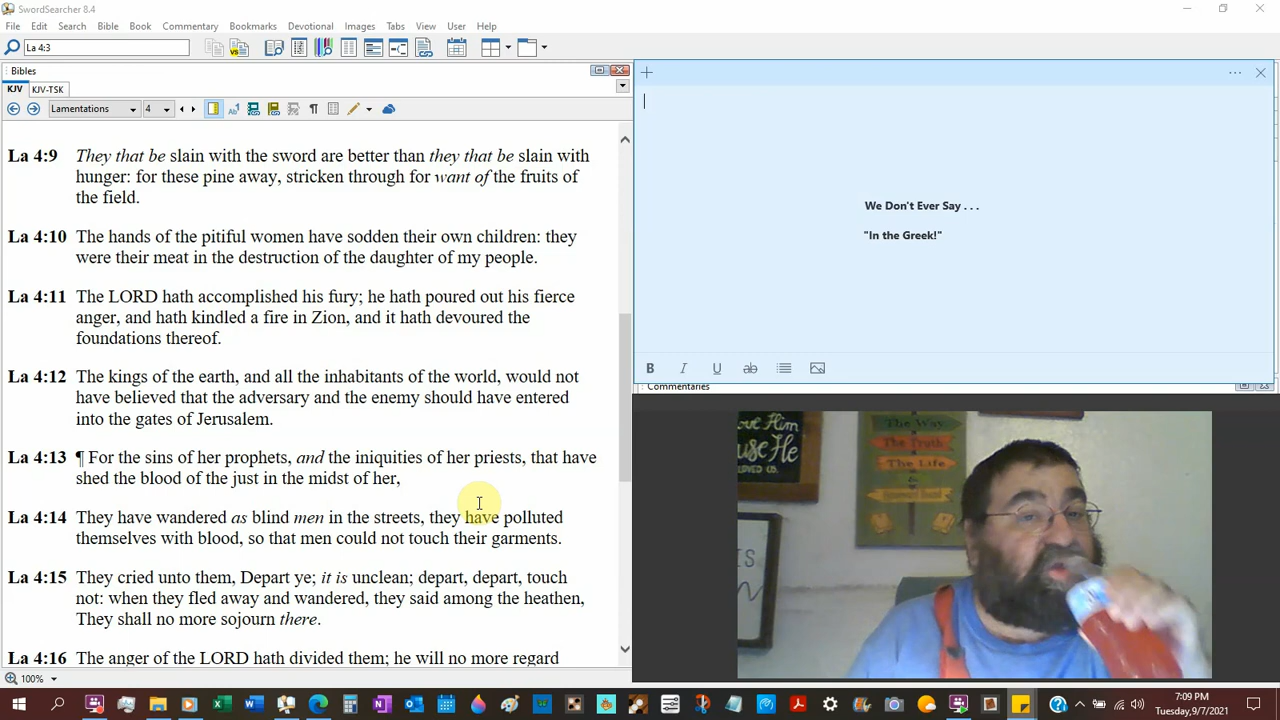 SwordSearcher 8.4
File Edit Search Bible Book Commentary Bookmarks Devotional Images Tabs View User Help
La 4:3
Bibles
KJV KJV-TSK
Lamentations 4
La 4:9 They that be slain with the sword are better than they that be slain with
hunger: for these pine away, stricken through for want of the fruits of
the field.
La 4:10 The hands of the pitiful women have sodden their own children: they
were their meat in the destruction of the daughter of my people.
La 4:11 The LORD hath accomplished his fury; he hath poured out his fierce
anger, and hath kindled a fire in Zion, and it hath devoured the
foundations thereof.
La 4:12 The kings of the earth, and all the inhabitants of the world, would not
have believed that the adversary and the enemy should have entered
into the gates of Jerusalem.
La 4:13 ¶ For the sins of her prophets, and the iniquities of her priests, that have
shed the blood of the just in the midst of her,
La 4:14 They have wandered as blind men in the streets, they have polluted
themselves with blood, so that men could not touch their garments.
La 4:15 They cried unto them, Depart ye; it is unclean; depart, depart, touch
not: when they fled away and wandered, they said among the heathen,
They shall no more sojourn there.
La 4:16 The anger of the LORD hath divided them; he will no more regard
100%
We Don't Ever Say . . .
"In the Greek!"
B I U ab
Commentaries
ove Him
use He
LOVED US.
The Way
The Truth
The Life
IS
7:09 PM
Tuesday,9/7/2021